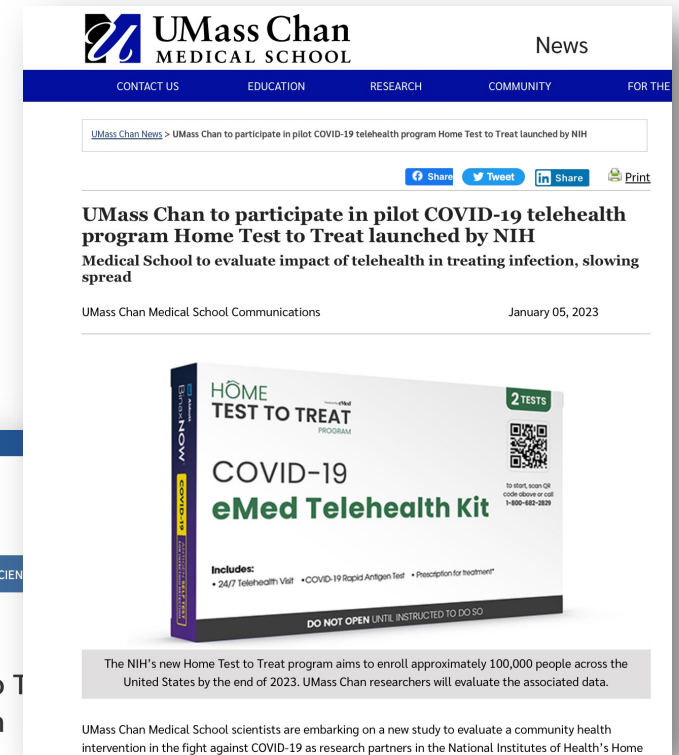 UMass Chan
MEDICAL SCHOOL
News
CONTACT US EDUCATION RESEARCH COMMUNITY FOR THE
UMass Chan News > UMass Chan to participate in pilot COVID-19 telehealth program Home Test to Treat launched by NIH
Share Tweet Share Print
UMass Chan to participate in pilot COVID-19 telehealth
program Home Test to Treat launched by NIH
Medical School to evaluate impact of telehealth in treating infection, slowing
spread
UMass Chan Medical School Communications January 05, 2023
HOME
TEST TO TREAT
PROGRAM
eMed
2 TESTS
to start, scan QR
code above or call
1-800-682-2829
COVID-19
eMed Telehealth Kit
Includes:
• 24/7 Telehealth Visit • COVID-19 Rapid Antigen Test • Prescription for treatment*
DO NOT OPEN UNTIL INSTRUCTED TO DO SO
Abbott
BinaxNOW
COVID-19
The NIH's new Home Test to Treat program aims to enroll approximately 100,000 people across the
United States by the end of 2023. UMass Chan researchers will evaluate the associated data.
UMass Chan Medical School scientists are embarking on a new study to evaluate a community health
intervention in the fight against COVID-19 as research partners in the National Institutes of Health's Home
CIEN